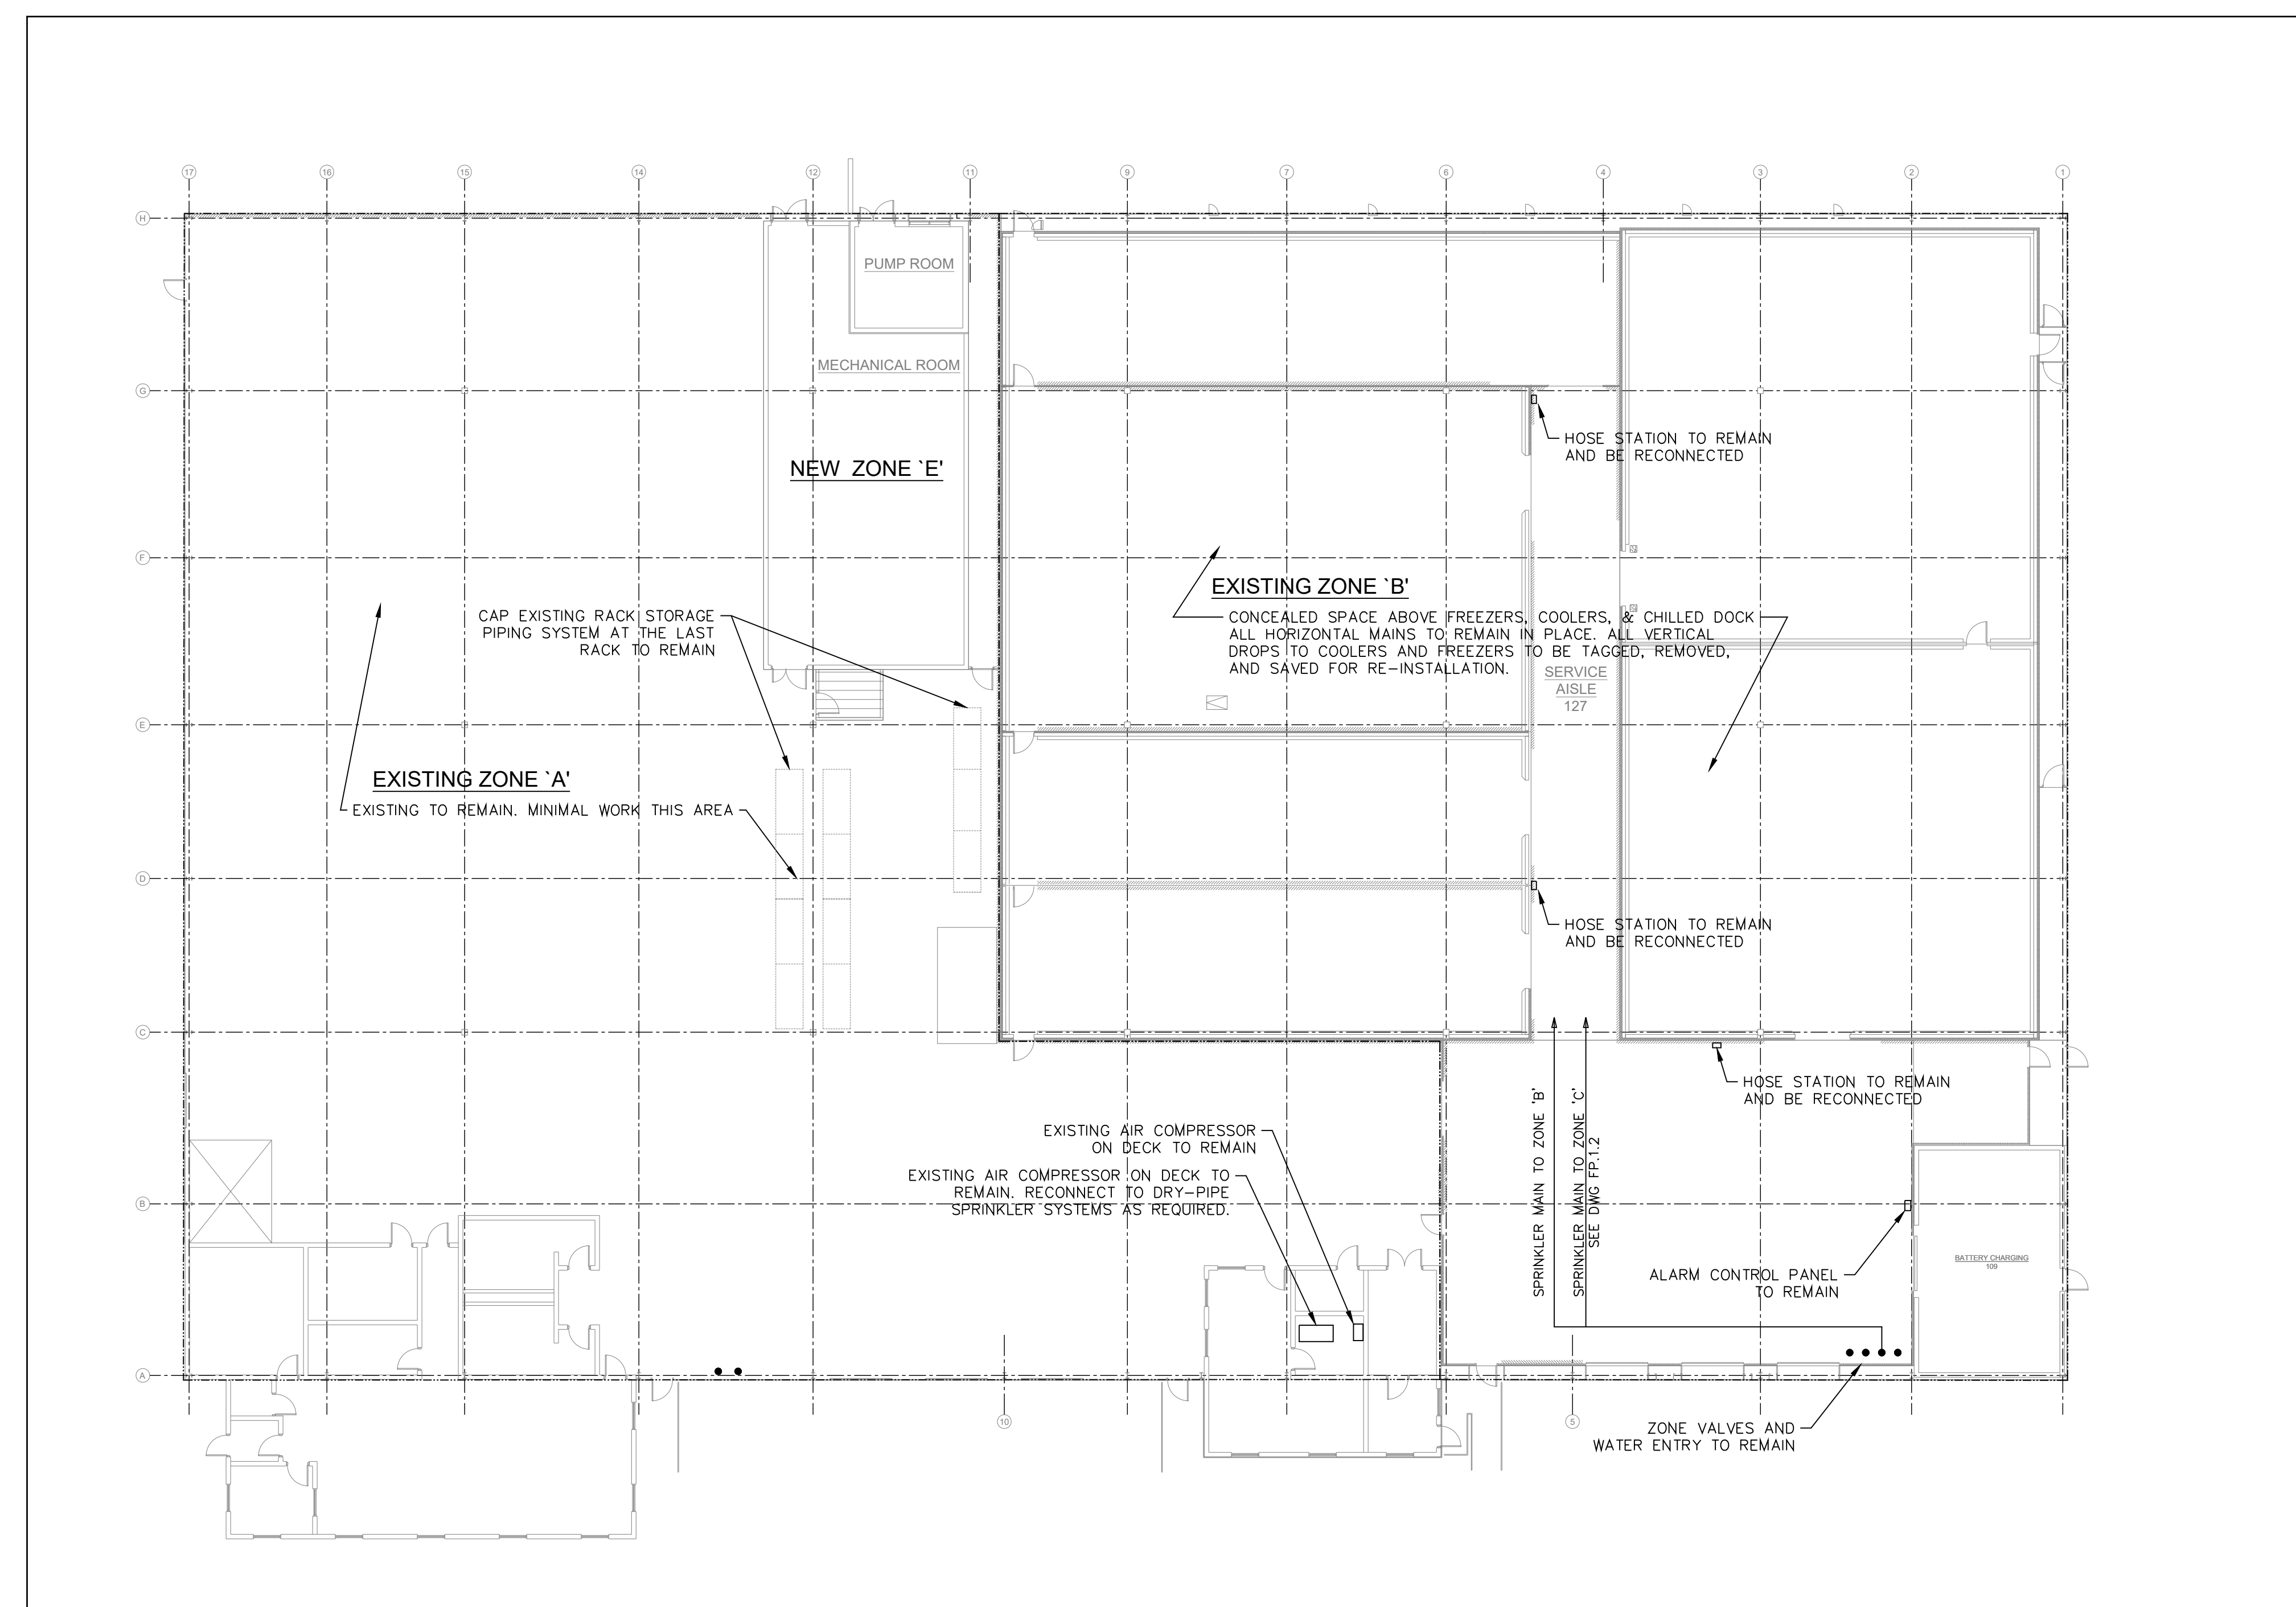 17 16 15 14 12 11 9 7 6 4 3 2 1
H
PUMP ROOM
MECHANICAL ROOM
G
HOSE STATION TO REMAIN
AND BE RECONNECTED
NEW ZONE `E'
F
EXISTING ZONE `B'
CONCEALED SPACE ABOVE FREEZERS, COOLERS, & CHILLED DOCK
ALL HORIZONTAL MAINS TO REMAIN IN PLACE. ALL VERTICAL
DROPS TO COOLERS AND FREEZERS TO BE TAGGED, REMOVED,
AND SAVED FOR RE-INSTALLATION.
CAP EXISTING RACK STORAGE
PIPING SYSTEM AT THE LAST
RACK TO REMAIN
SERVICE
AISLE
127
E
EXISTING ZONE `A'
EXISTING TO REMAIN. MINIMAL WORK THIS AREA
D
HOSE STATION TO REMAIN
AND BE RECONNECTED
C
HOSE STATION TO REMAIN
AND BE RECONNECTED
EXISTING AIR COMPRESSOR
ON DECK TO REMAIN
EXISTING AIR COMPRESSOR ON DECK TO
REMAIN. RECONNECT TO DRY-PIPE
SPRINKLER SYSTEMS AS REQUIRED.
SPRINKLER MAIN TO ZONE 'B'
SPRINKLER MAIN TO ZONE 'C'
SEE DWG FP.1.2
B
BATTERY CHARGING
109
ALARM CONTROL PANEL
TO REMAIN
A
10 5
ZONE VALVES AND
WATER ENTRY TO REMAIN